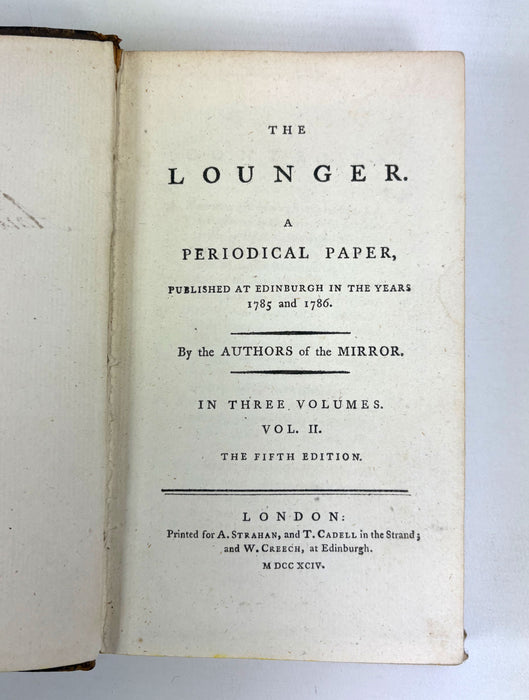 THE
LOUNGER.
A
PERIODICAL PAPER,
PUBLISHED AT EDINBURGH IN THE YEARS
1785 and 1786.
By the AUTHORS of the MIRROR.
IN THREE VOLUMES.
VOL. II.
THE FIFTH EDITION.
LONDON:
Printed for A. STRAHAN, and T. CADELL in the Strand;
and W. CREECH, at Edinburgh.
M DCC XCIV.